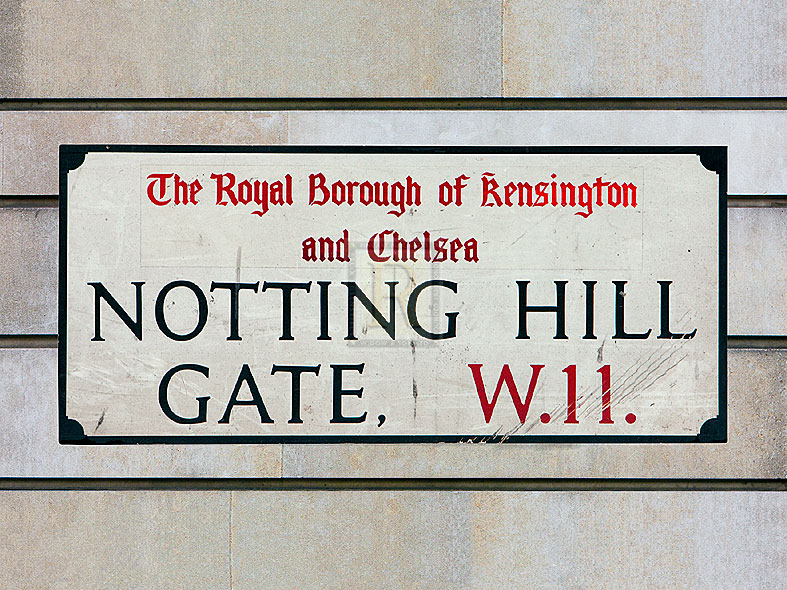 The Royal Borough of Kensington
and Chelsea
NOTTING HILL
GATE, W.11.